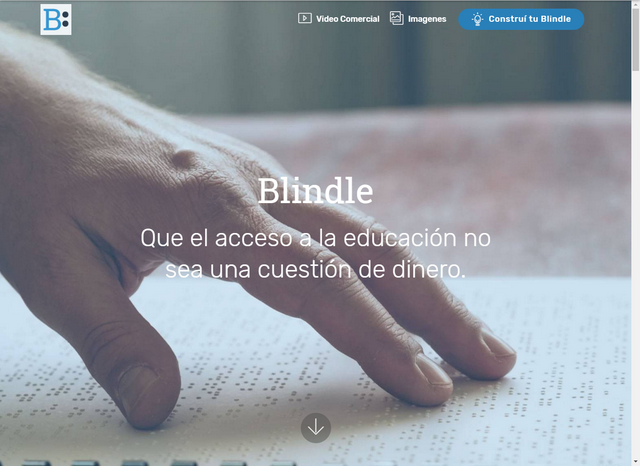 B:
Video Comercial
Imagenes
Construí tu Blindle
Blindle
Que el acceso a la educación no
sea una cuestión de dinero.